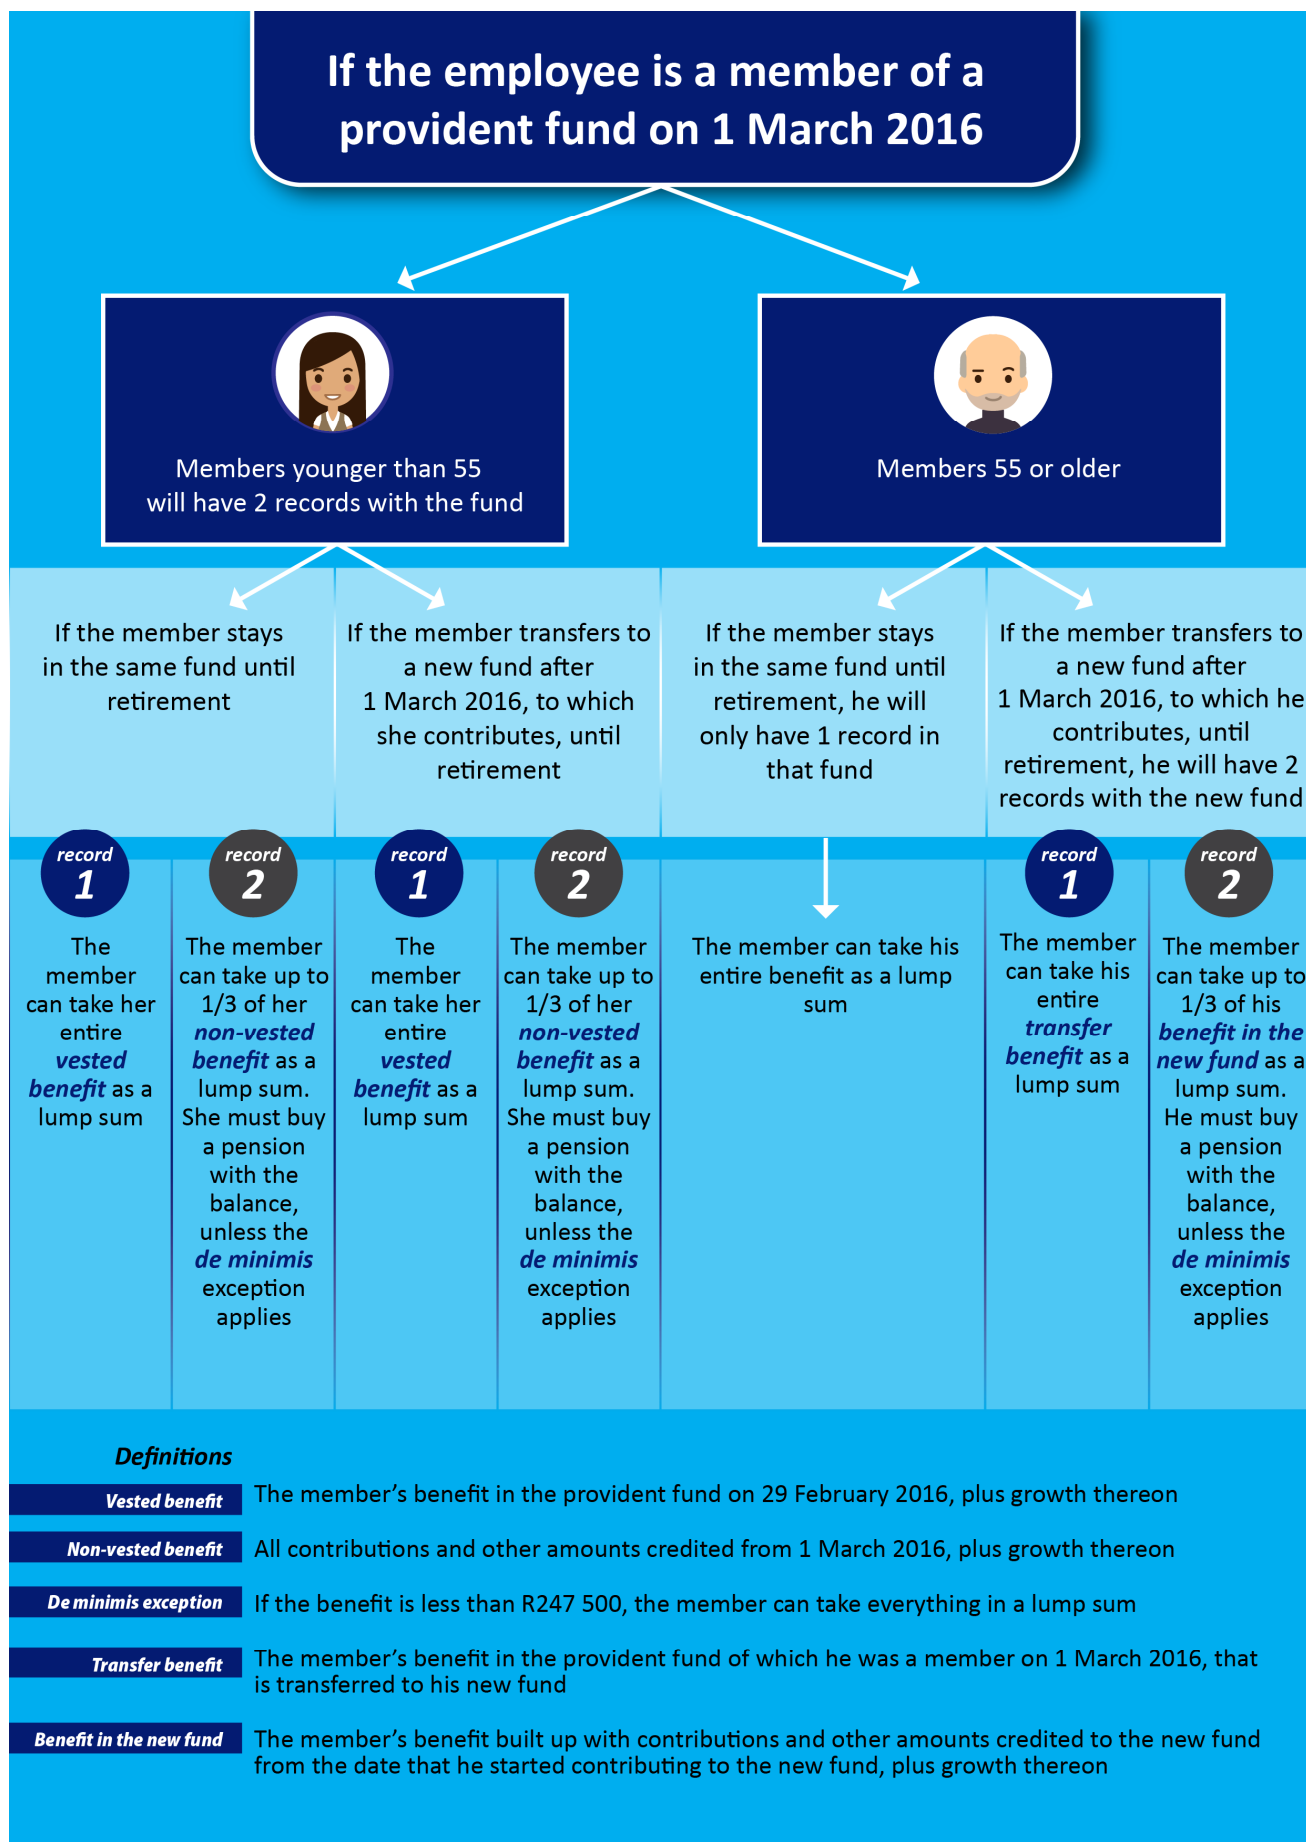 If the employee is a member of a
provident fund on 1 March 2016
Members younger than 55
will have 2 records with the fund
Members 55 or older
If the member stays
in the same fund until
retirement
If the member transfers to
a new fund after
1 March 2016, to which
she contributes, until
retirement
If the member stays
in the same fund until
retirement, he will
only have 1 record in
that fund
If the member transfers to
a new fund after
1 March 2016, to which he
contributes, until
retirement, he will have 2
records with the new fund
record
1
The
member
can take her
entire
vested
benefit as a
lump sum
record
2
The member
can take up to
1/3 of her
non-vested
benefit as a
lump sum.
She must buy
a pension
with the
balance,
unless the
de minimis
exception
applies
record
1
The
member
can take her
entire
vested
benefit as a
lump sum
record
2
The member
can take up to
1/3 of her
non-vested
benefit as a
lump sum.
She must buy
a pension
with the
balance,
unless the
de minimis
exception
applies
The member can take his
entire benefit as a lump
sum
record
1
The member
can take his
entire
transfer
benefit as a
lump sum
record
2
The member
can take up to
1/3 of his
benefit in the
new fund as a
lump sum.
He must buy
a pension
with the
balance,
unless the
de minimis
exception
applies
Definitions
Vested benefit
The member’s benefit in the provident fund on 29 February 2016, plus growth thereon
Non-vested benefit
All contributions and other amounts credited from 1 March 2016, plus growth thereon
De minimis exception
If the benefit is less than R247 500, the member can take everything in a lump sum
Transfer benefit
The member’s benefit in the provident fund of which he was a member on 1 March 2016, that
is transferred to his new fund
Benefit in the new fund
The member’s benefit built up with contributions and other amounts credited to the new fund
from the date that he started contributing to the new fund, plus growth thereon